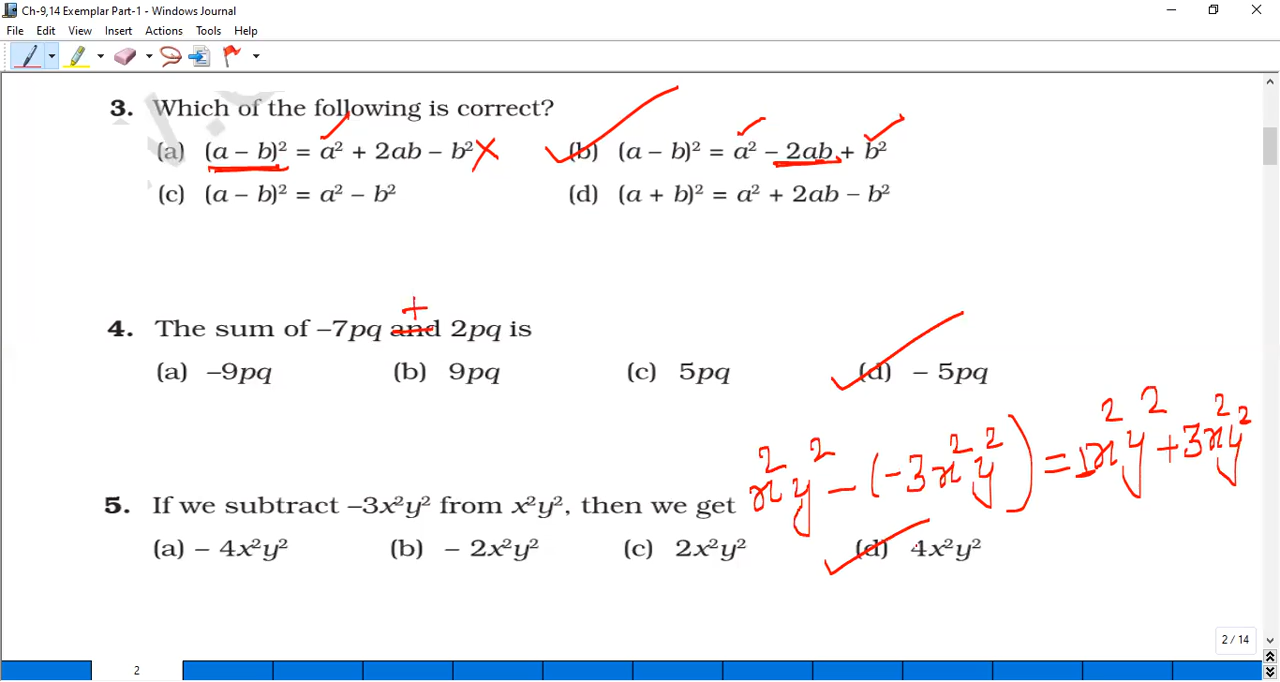 Ch-9,14 Exemplar Part-1 - Windows Journal
File Edit View Insert Actions Tools Help
3. Which of the following is correct?
(a) (a – b)² = a² + 2ab – b² X (b) (a – b)² = a² – 2ab + b²
(c) (a – b)² = a² – b² (d) (a + b)² = a² + 2ab – b²
+
4. The sum of –7pq and 2pq is
(a) –9pq (b) 9pq (c) 5pq (d) – 5pq
x²y² – (–3x²y²) = 1x²y² + 3x²y²
5. If we subtract –3x²y² from x²y², then we get
(a) – 4x²y² (b) – 2x²y² (c) 2x²y² (d) 4x²y²
2 / 14
2